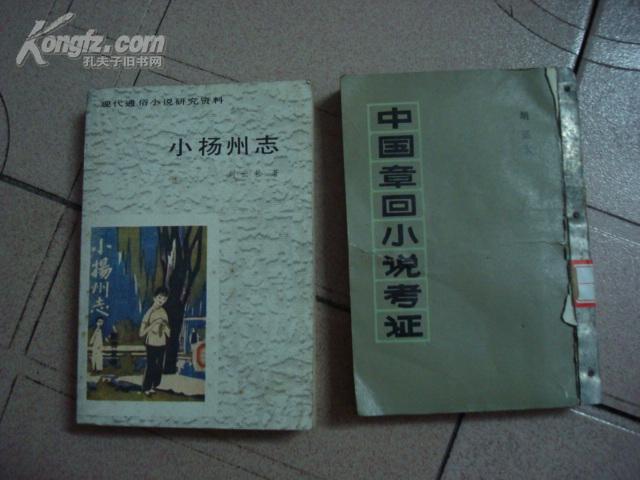 Kongfz.com
孔夫子旧书网
现代通俗小说研究资料
小扬州志
著
小揚州志
中国章回小说考证